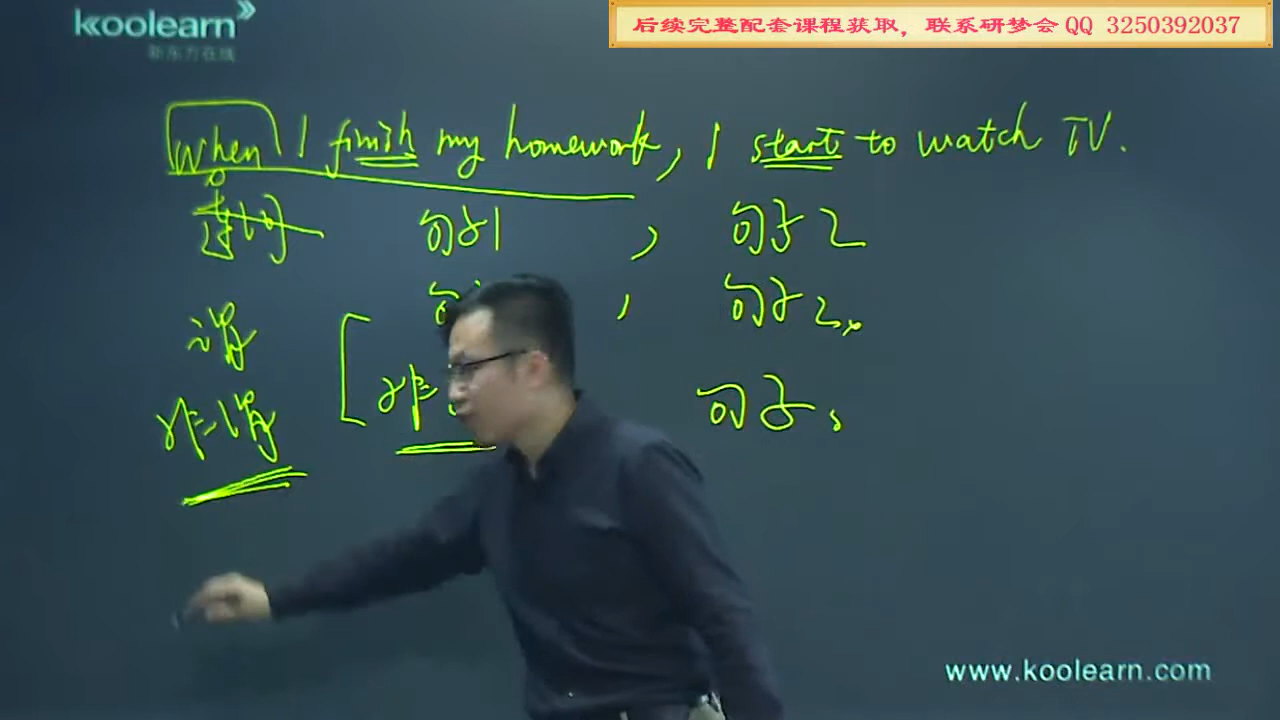 koolearn
新东方在线
后续完整配套课程获取，联系研梦会QQ 3250392037
When I finish my homework, I start to watch TV.
连词 句子1 , 句子2
句 , 句子2。
谓
[非 句子。
非谓
www.koolearn.com